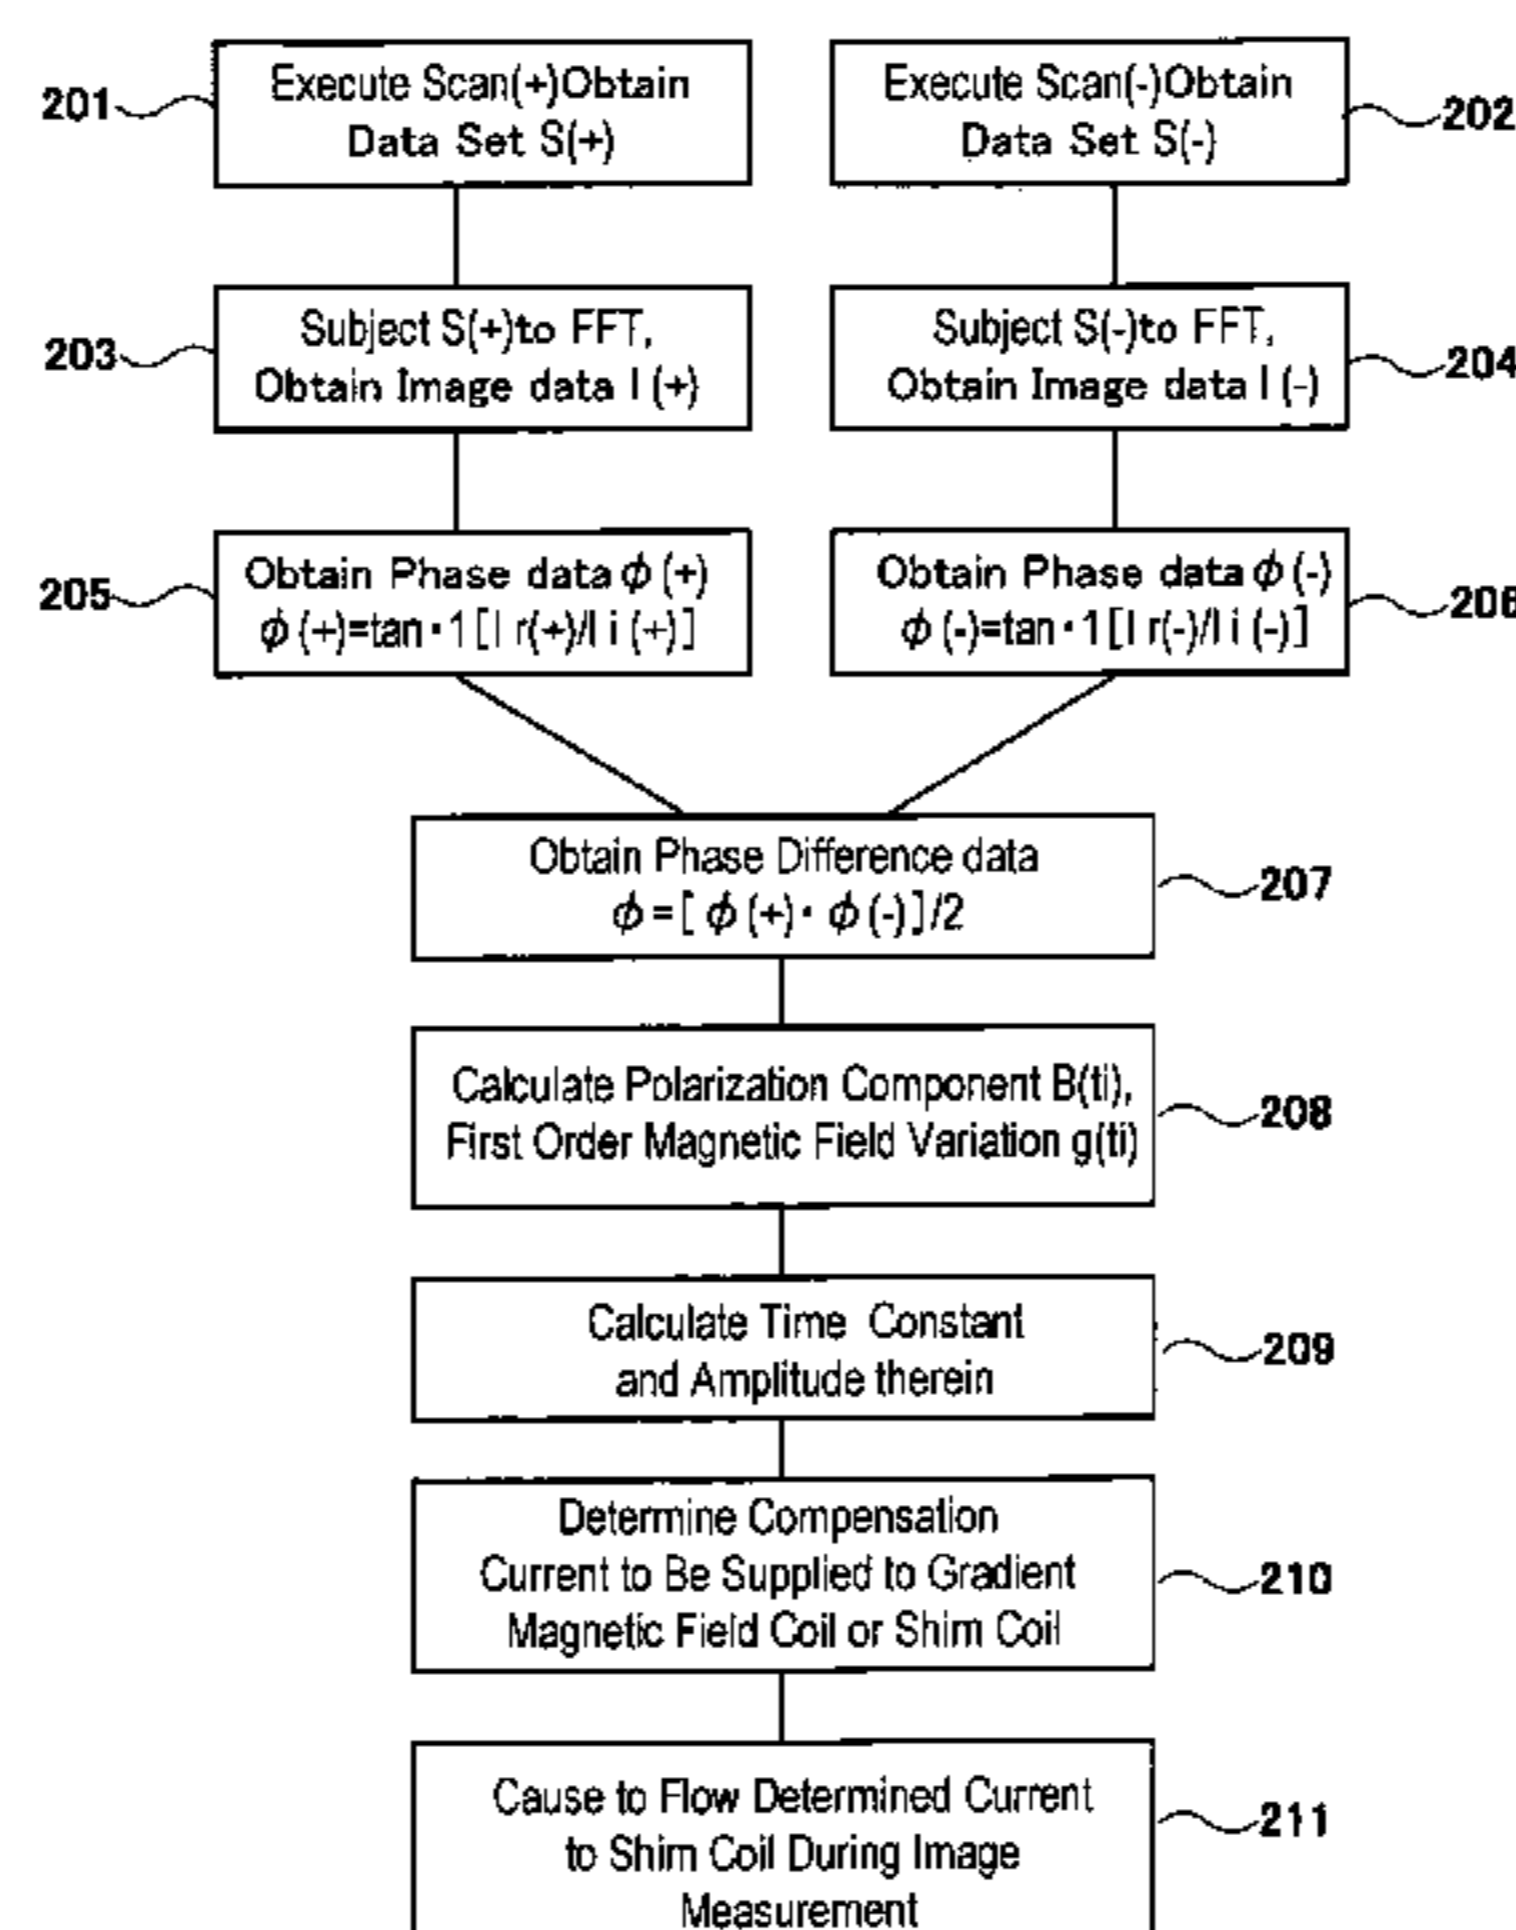 201
Execute Scan(+)Obtain
Data Set S(+)
Execute Scan(-)Obtain
Data Set S(-)
202
203
Subject S(+)to FFT,
Obtain Image data I (+)
Subject S(-)to FFT,
Obtain Image data I (-)
204
205
Obtain Phase data ϕ (+)
ϕ (+)=tan・1[I r(+)/I i (+)]
Obtain Phase data ϕ (-)
ϕ (-)=tan・1[I r(-)/I i (-)]
206
Obtain Phase Difference data
ϕ =[ ϕ (+)・ ϕ (-)]/2
207
Calculate Polarization Component B(ti),
First Order Magnetic Field Variation g(ti)
208
Calculate Time Constant
and Amplitude therein
209
Determine Compensation
Current to Be Supplied to Gradient
Magnetic Field Coil or Shim Coil
210
Cause to Flow Determined Current
to Shim Coil During Image
Measurement
211